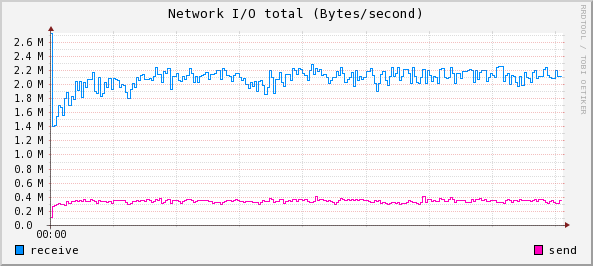 Network I/O total (Bytes/second)
RRDTOOL / TOBI OETIKER
2.6 M
2.4 M
2.2 M
2.0 M
1.8 M
1.6 M
1.4 M
1.2 M
1.0 M
0.8 M
0.6 M
0.4 M
0.2 M
0.0
00:00
receive
send